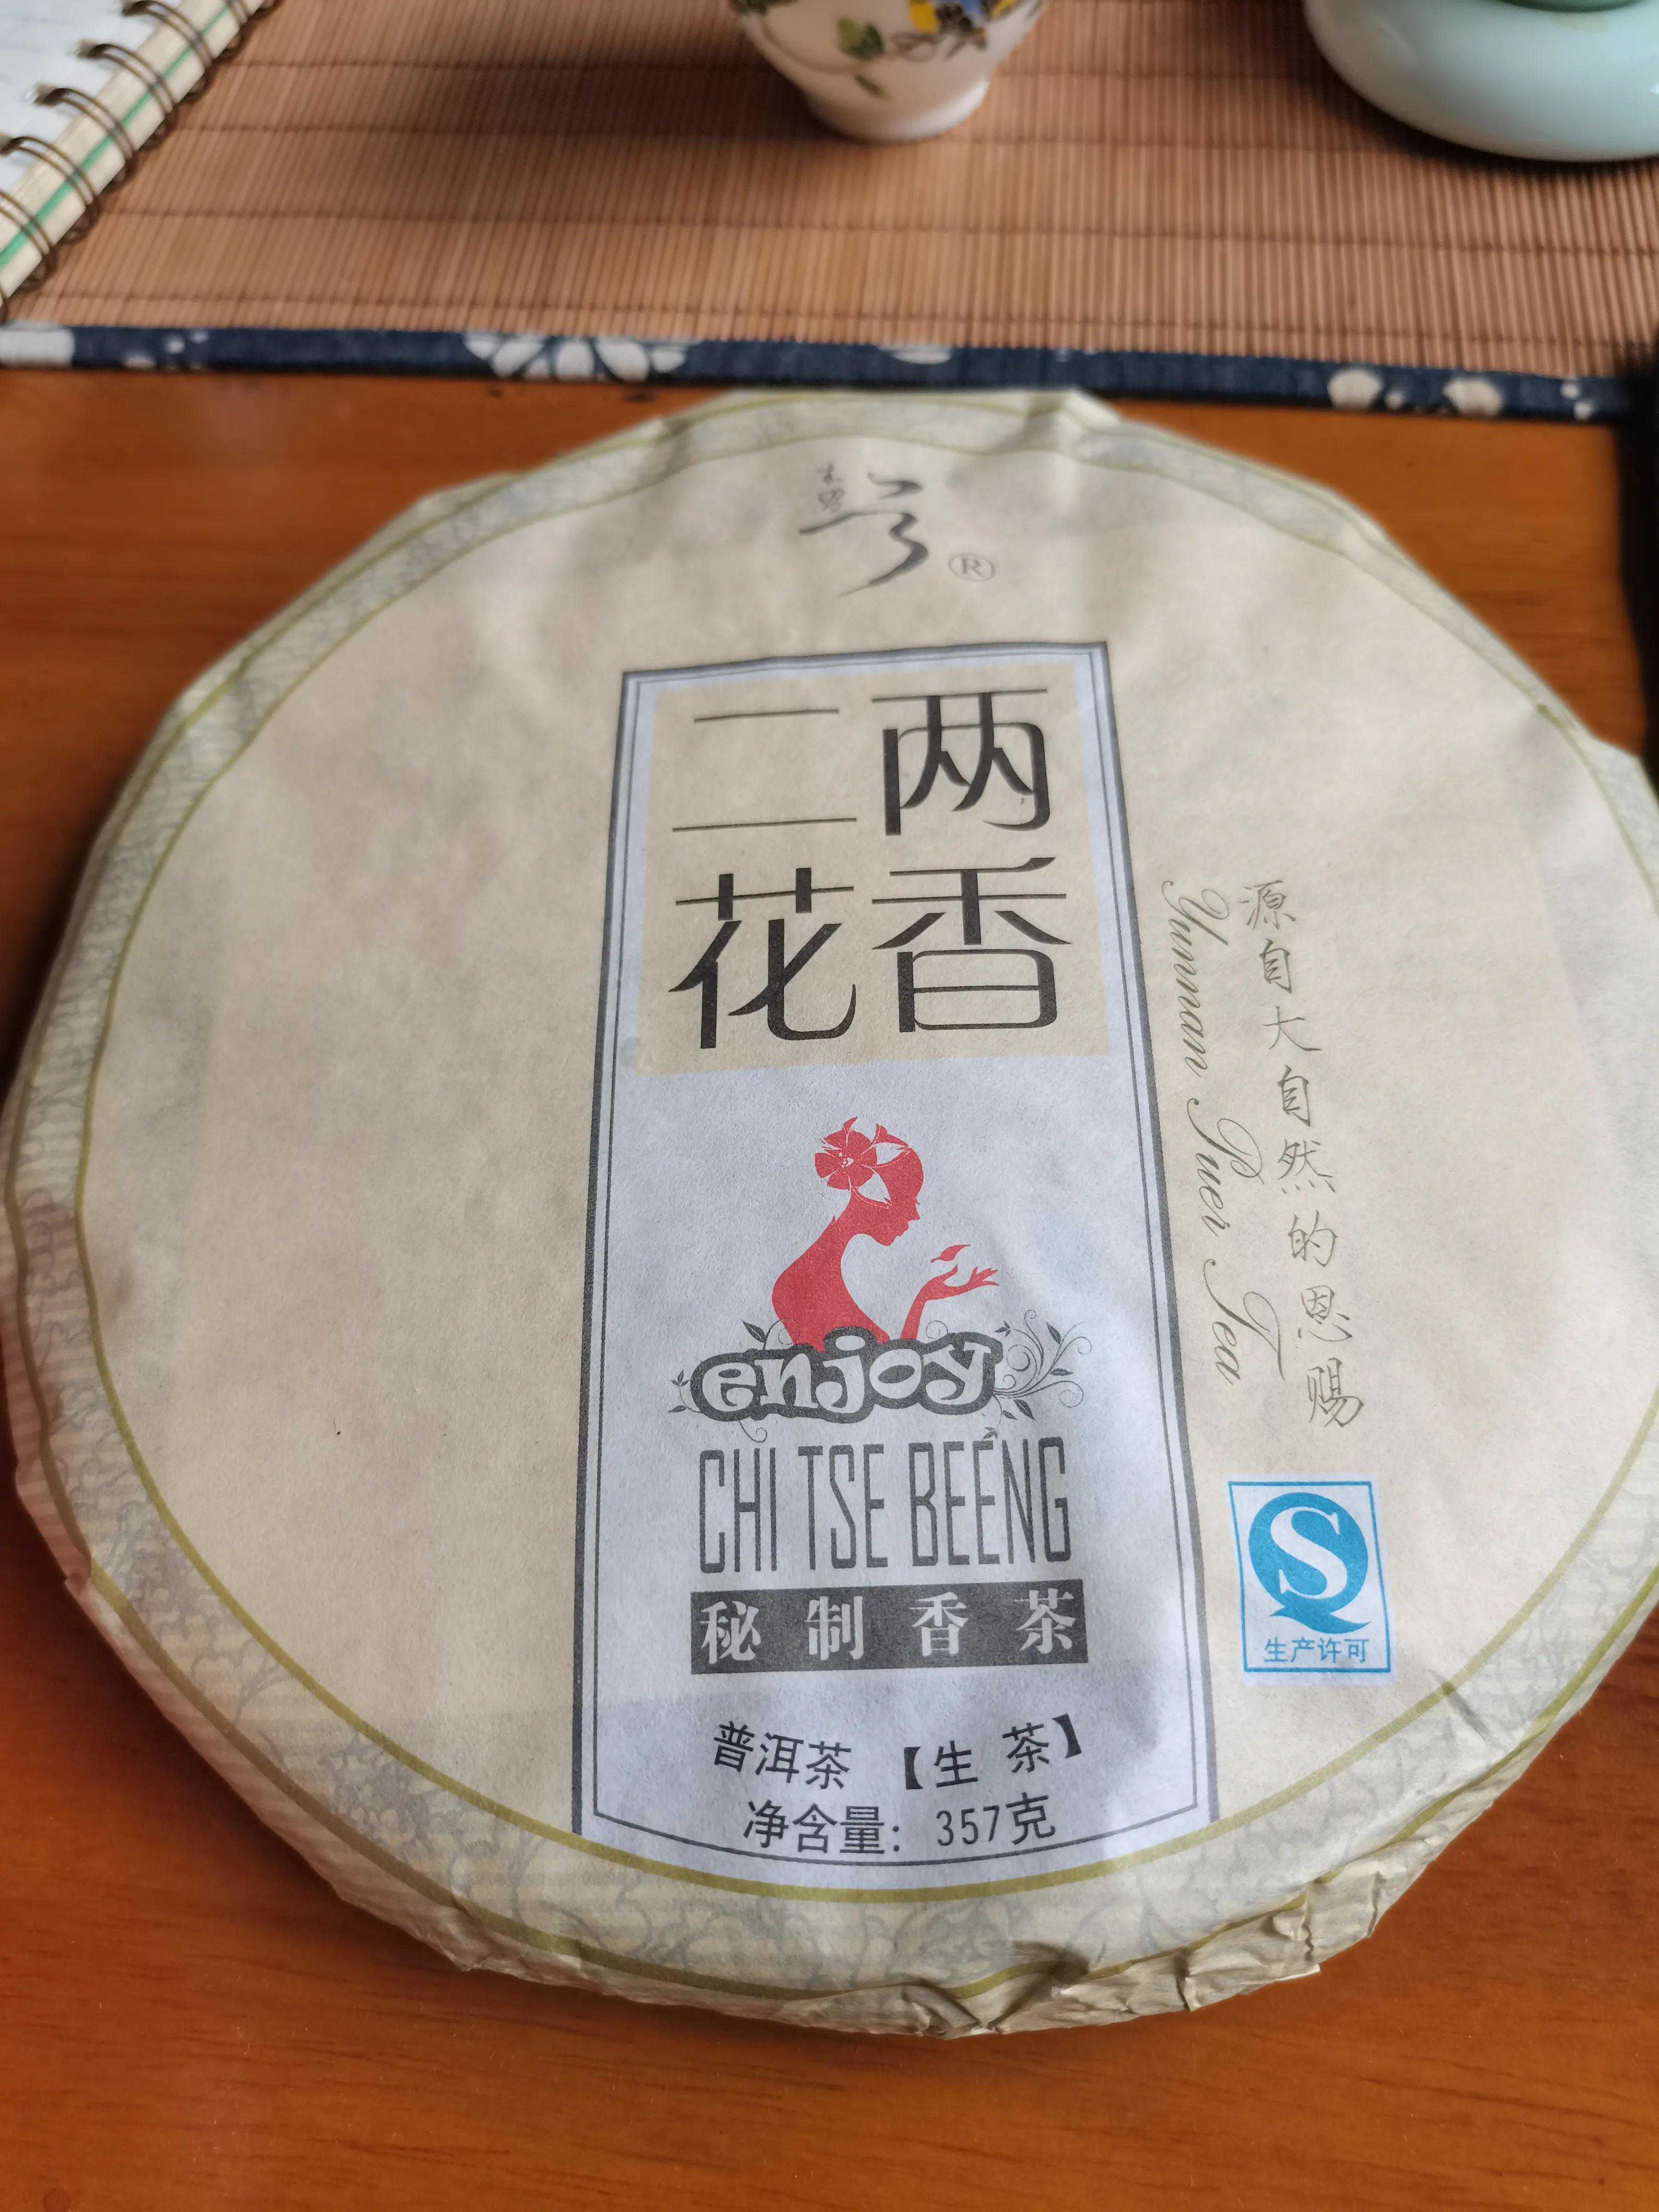 ®
两香
二花
源自大自然的恩赐
Yunnan Puer Tea
enjoy
CHI TSE BEENG
秘制香茶
S
生产许可
普洱茶 【生 茶】
净含量: 357克